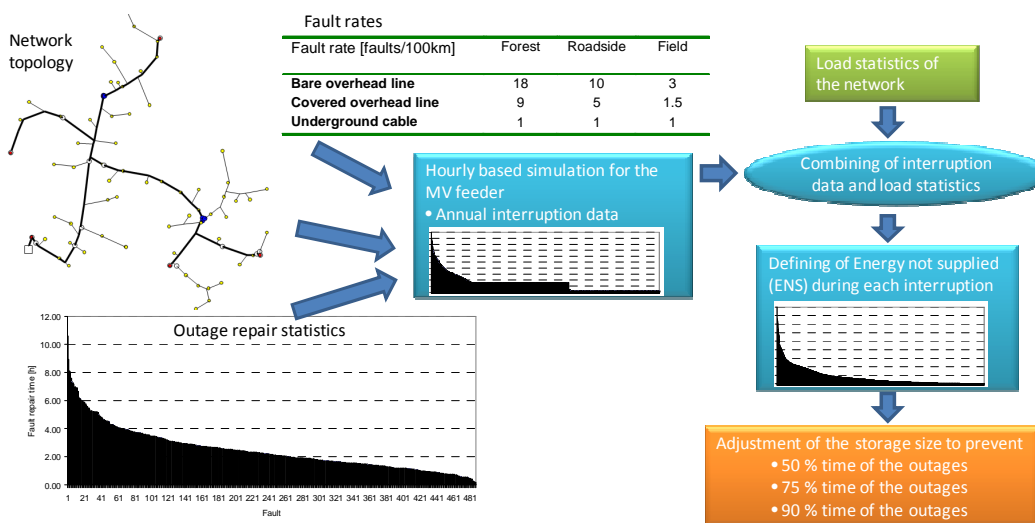 Network
topology
Fault rates
Fault rate [faults/100km] Forest Roadside Field
Bare overhead line 18 10 3
Covered overhead line 9 5 1.5
Underground cable 1 1 1
Load statistics of
the network
Hourly based simulation for the
MV feeder
• Annual interruption data
Combining of interruption
data and load statistics
Defining of Energy not supplied
(ENS) during each interruption
Adjustment of the storage size to prevent
• 50 % time of the outages
• 75 % time of the outages
• 90 % time of the outages
Outage repair statistics
Fault repair time [h]
12.00
10.00
8.00
6.00
4.00
2.00
0.00
1 21 41 61 81 101 121 141 161 181 201 221 241 261 281 301 321 341 361 381 401 421 441 461 481
Fault